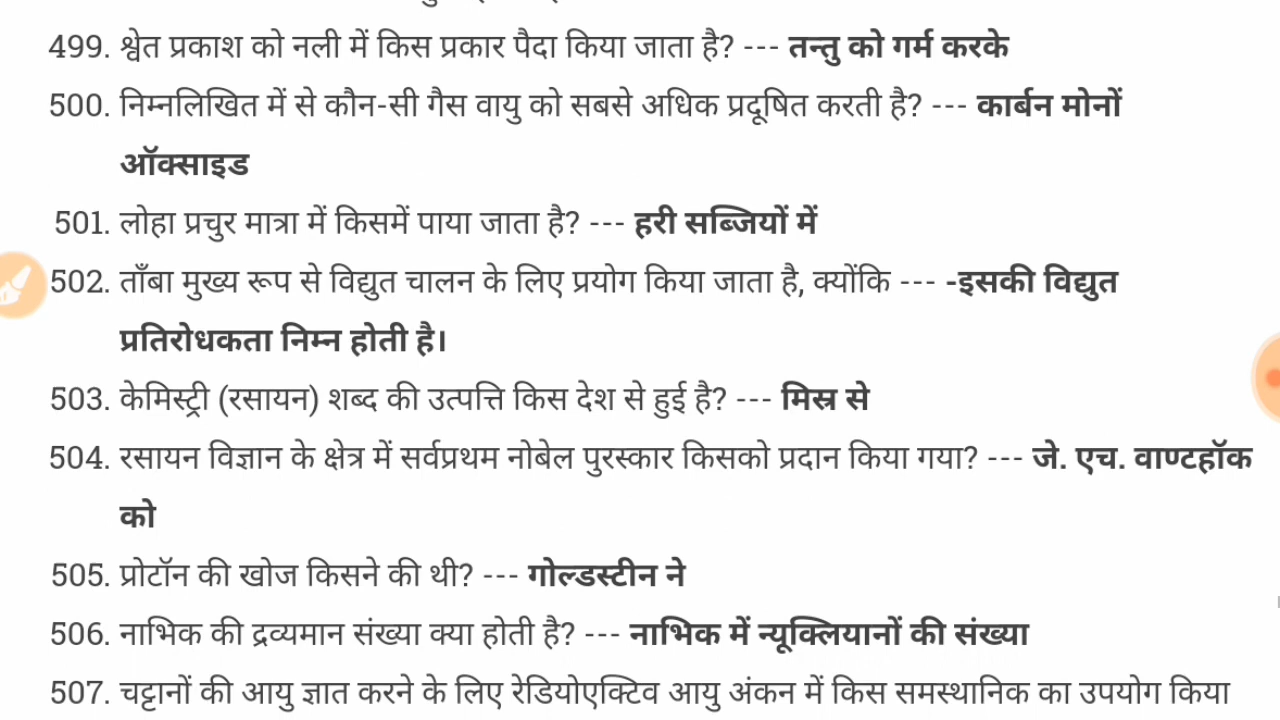 499. श्वेत प्रकाश को नली में किस प्रकार पैदा किया जाता है? --- तन्तु को गर्म करके
500. निम्नलिखित में से कौन-सी गैस वायु को सबसे अधिक प्रदूषित करती है? --- कार्बन मोनों
ऑक्साइड
501. लोहा प्रचुर मात्रा में किसमें पाया जाता है? --- हरी सब्जियों में
502. ताँबा मुख्य रूप से विद्युत चालन के लिए प्रयोग किया जाता है, क्योंकि --- -इसकी विद्युत
प्रतिरोधकता निम्न होती है।
503. केमिस्ट्री (रसायन) शब्द की उत्पत्ति किस देश से हुई है? --- मिस्र से
504. रसायन विज्ञान के क्षेत्र में सर्वप्रथम नोबेल पुरस्कार किसको प्रदान किया गया? --- जे. एच. वाण्टहॉक
को
505. प्रोटॉन की खोज किसने की थी? --- गोल्डस्टीन ने
506. नाभिक की द्रव्यमान संख्या क्या होती है? --- नाभिक में न्यूक्लियानों की संख्या
507. चट्टानों की आयु ज्ञात करने के लिए रेडियोएक्टिव आयु अंकन में किस समस्थानिक का उपयोग किया